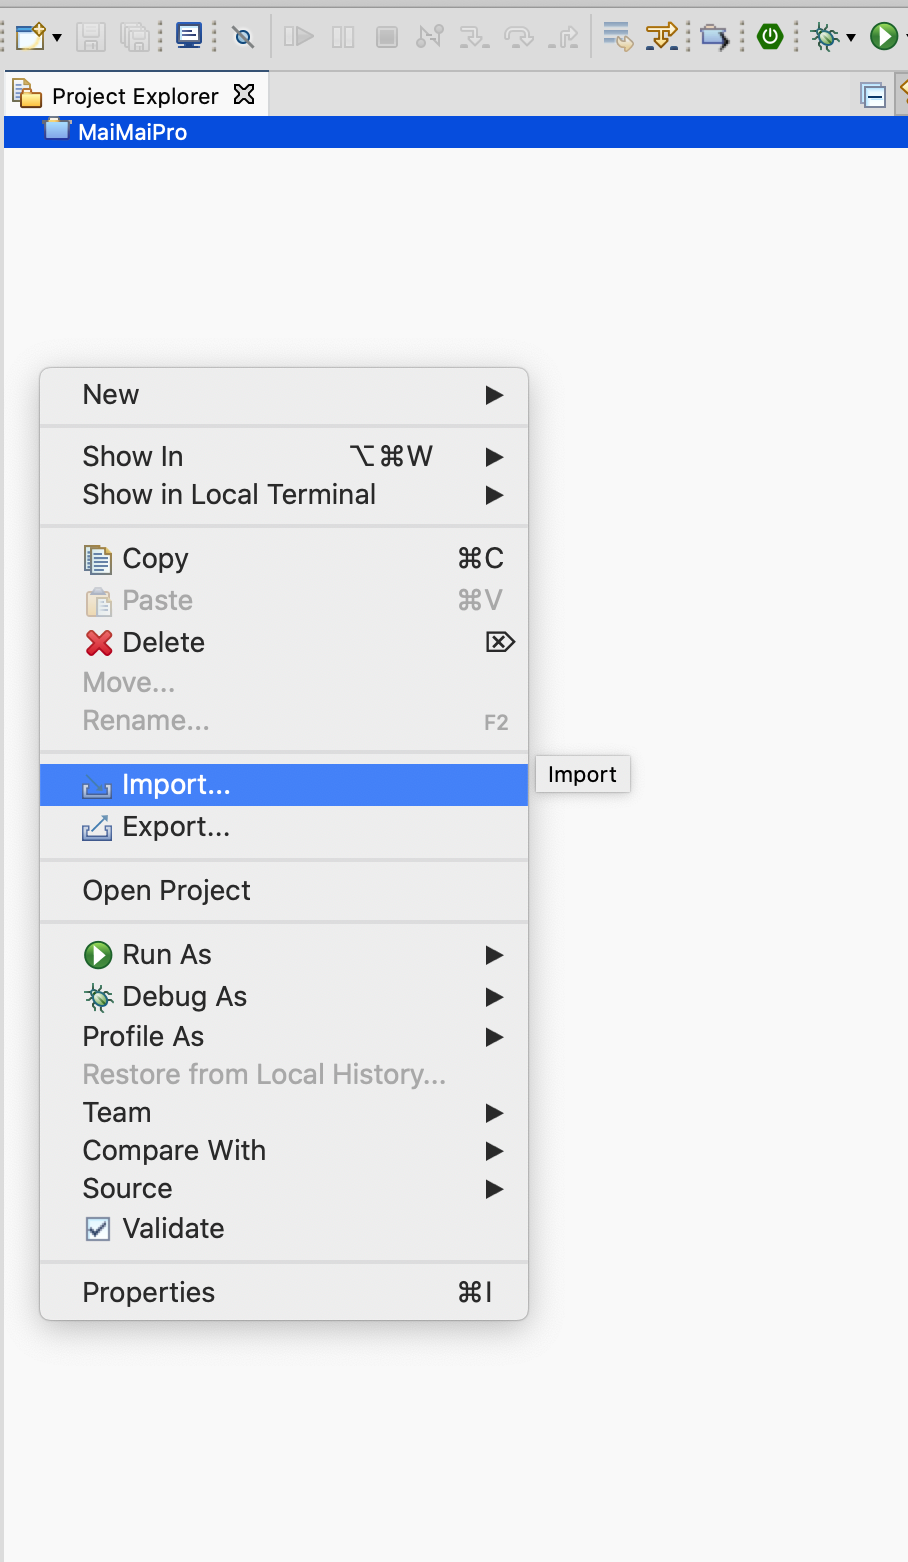 Project Explorer
MaiMaiPro
New
Show In ⌥⌘W
Show in Local Terminal
Copy ⌘C
Paste ⌘V
Delete ⌦
Move...
Rename... F2
Import...
Import
Export...
Open Project
Run As
Debug As
Profile As
Restore from Local History...
Team
Compare With
Source
Validate
Properties ⌘I